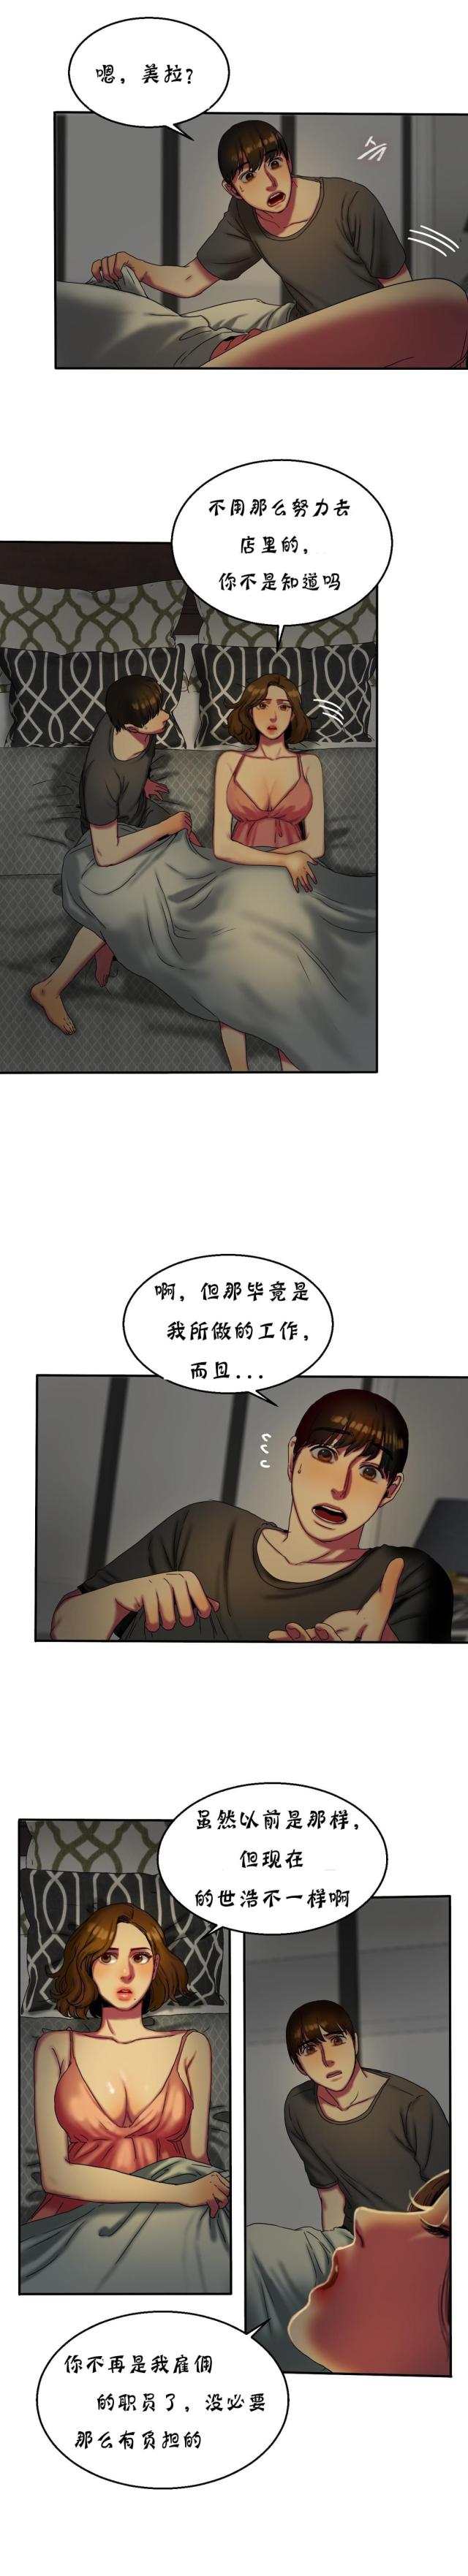 嗯，美拉?
不用那么努力去
店里的，
你不是知道吗
啊，但那毕竟是
我所做的工作，
而且...
虽然以前是那样，
但现在
的世浩不一样啊
你不再是我雇佣
的职员了，没必要
那么有负担的